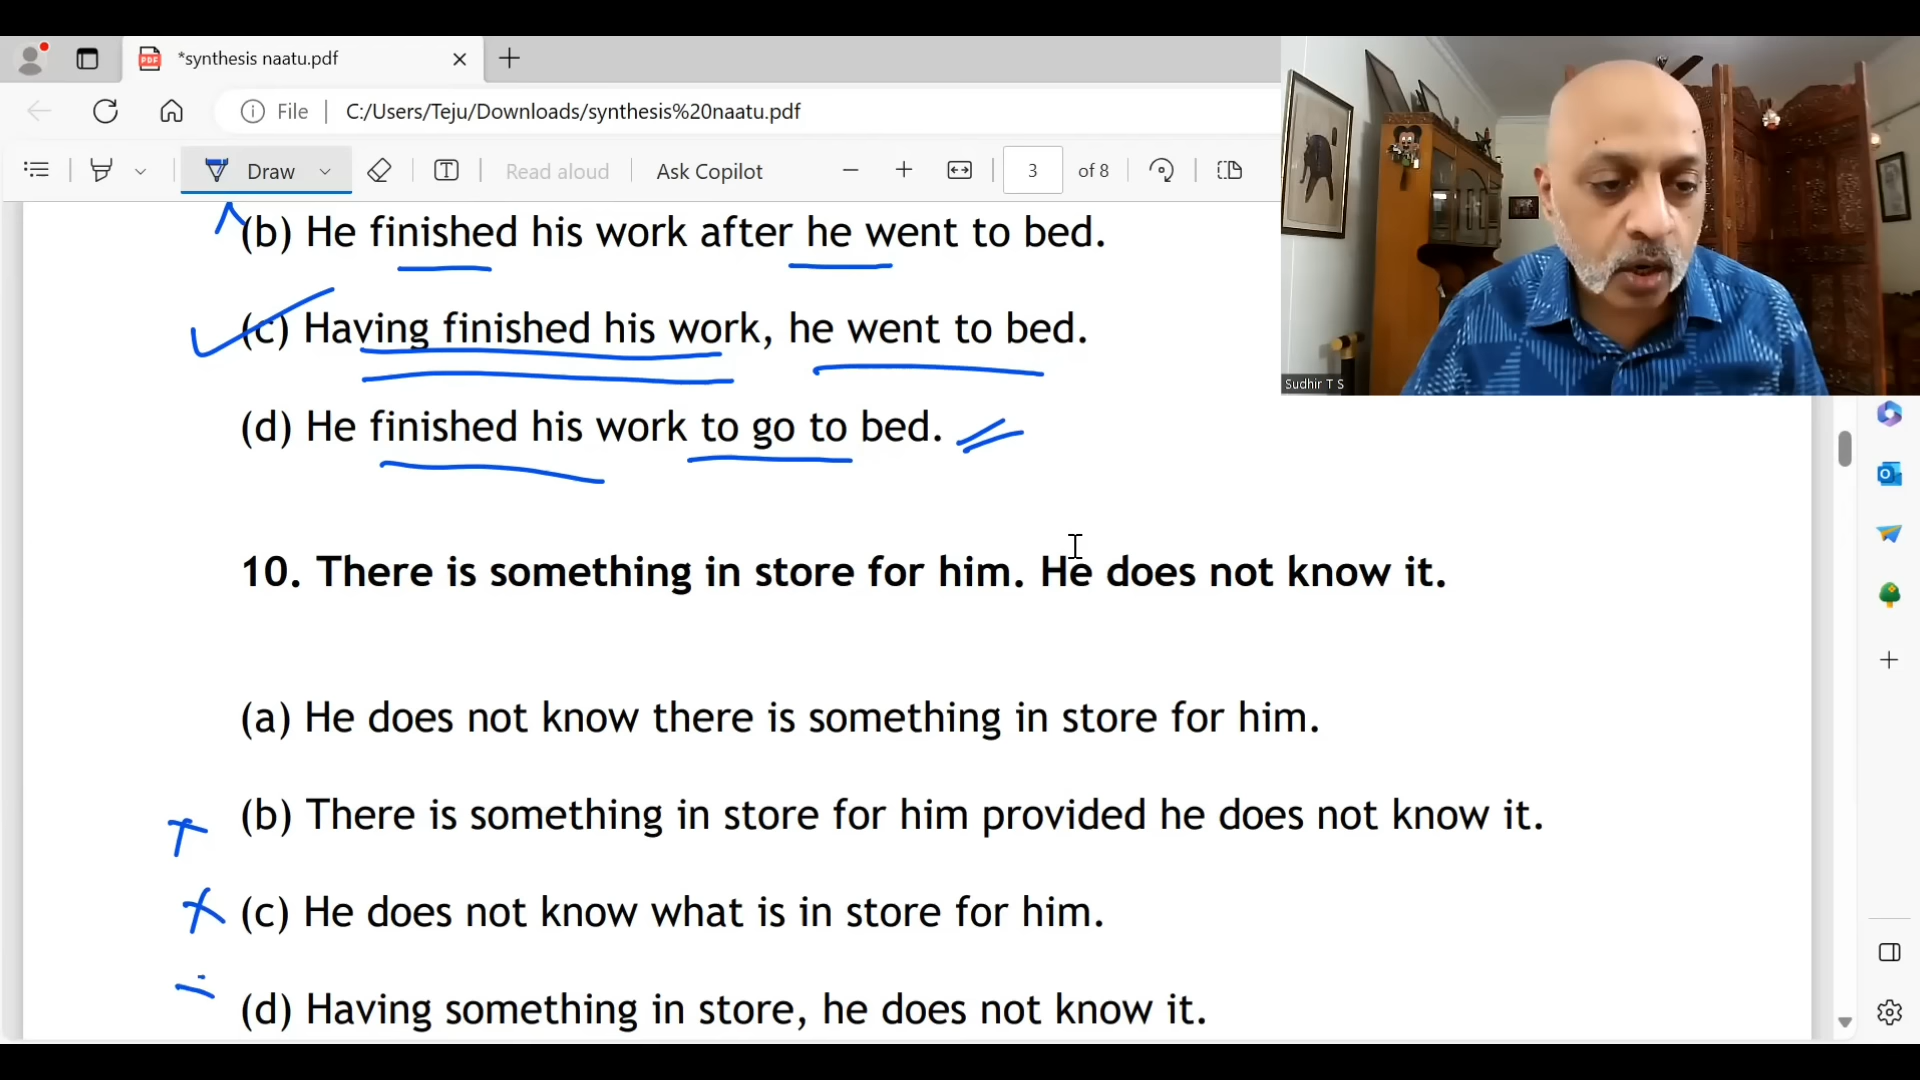 *synthesis naatu.pdf
File
C:/Users/Teju/Downloads/synthesis%20naatu.pdf
Draw
Read aloud
Ask Copilot
3
of 8
(b) He finished his work after he went to bed.
(c) Having finished his work, he went to bed.
(d) He finished his work to go to bed.
Sudhir T S
10. There is something in store for him. He does not know it.
(a) He does not know there is something in store for him.
(b) There is something in store for him provided he does not know it.
(c) He does not know what is in store for him.
(d) Having something in store, he does not know it.